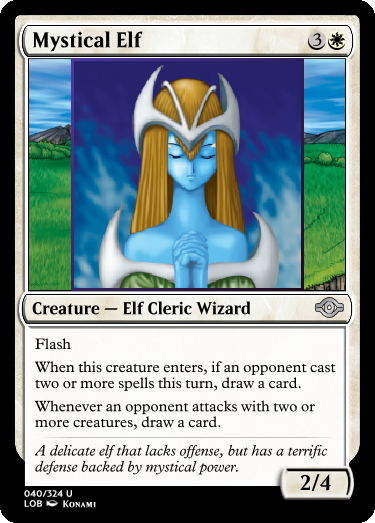 Mystical Elf 3
Creature — Elf Cleric Wizard
Flash
When this creature enters, if an opponent cast
two or more spells this turn, draw a card.
Whenever an opponent attacks with two or
more creatures, draw a card.
A delicate elf that lacks offense, but has a terrific
defense backed by mystical power.
2/4
040/324 U
LOB KONAMI